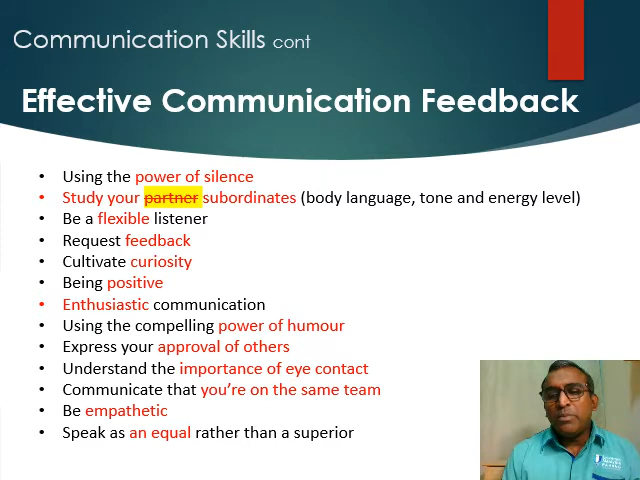 Communication Skills cont
Effective Communication Feedback
• Using the power of silence
• Study your partner subordinates (body language, tone and energy level)
• Be a flexible listener
• Request feedback
• Cultivate curiosity
• Being positive
• Enthusiastic communication
• Using the compelling power of humour
• Express your approval of others
• Understand the importance of eye contact
• Communicate that you're on the same team
• Be empathetic
• Speak as an equal rather than a superior